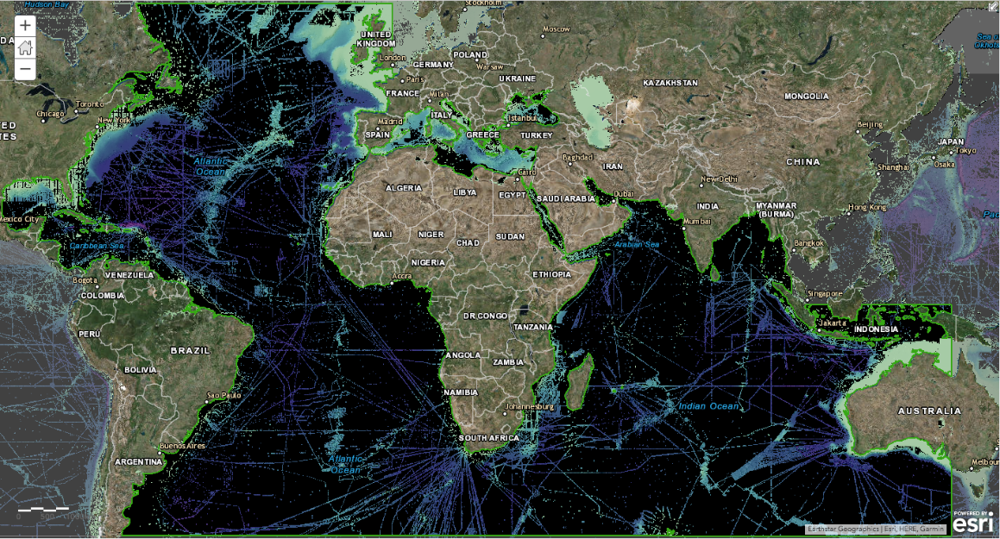 Hudson Bay
Stockholm
Moscow
UNITED
KINGDOM
London
POLAND
Warsaw
GERMANY
Paris
UKRAINE
KAZAKHSTAN
MONGOLIA
FRANCE
Milan
Toronto
Chicago
New York
Madrid
ITALY
Istanbul
SPAIN
GREECE
TURKEY
Beijing
JAPAN
Tokyo
Osaka
Baghdad
IRAN
CHINA
Shanghai
Atlantic
Ocean
Cairo
New Delhi
ALGERIA
LIBYA
EGYPT
SAUDI ARABIA
Dubai
INDIA
MYANMAR
(BURMA)
Hong Kong
Mexico City
Mumbai
MALI
NIGER
CHAD
SUDAN
Caribbean Sea
Arabian Sea
Bangkok
NIGERIA
VENEZUELA
Bogota
Accra
ETHIOPIA
COLOMBIA
Singapore
DR CONGO
TANZANIA
Jakarta
INDONESIA
PERU
BRAZIL
ANGOLA
ZAMBIA
BOLIVIA
NAMIBIA
Sao Paulo
Johannesburg
Indian Ocean
AUSTRALIA
SOUTH AFRICA
Buenos Aires
ARGENTINA
Atlantic
Ocean
Melbour
POWERED BY
esri
Earthstar Geographics | Esri, HERE, Garmin